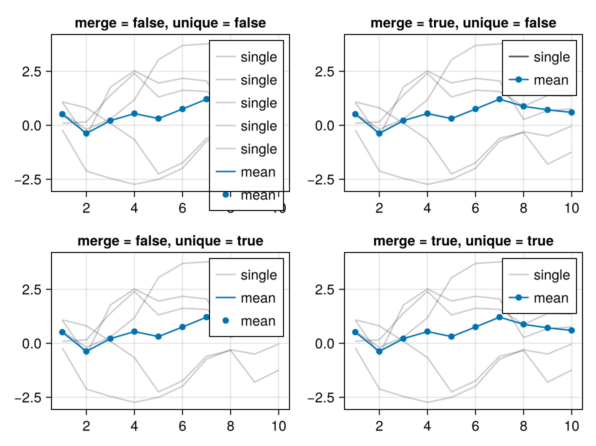 merge = false, unique = false
2.5
0.0
−2.5
2 4 6 8 10
single
single
single
single
single
mean
mean
merge = true, unique = false
2.5
0.0
−2.5
2 4 6 8 10
single
mean
merge = false, unique = true
2.5
0.0
−2.5
2 4 6 8 10
single
mean
mean
merge = true, unique = true
2.5
0.0
−2.5
2 4 6 8 10
single
mean